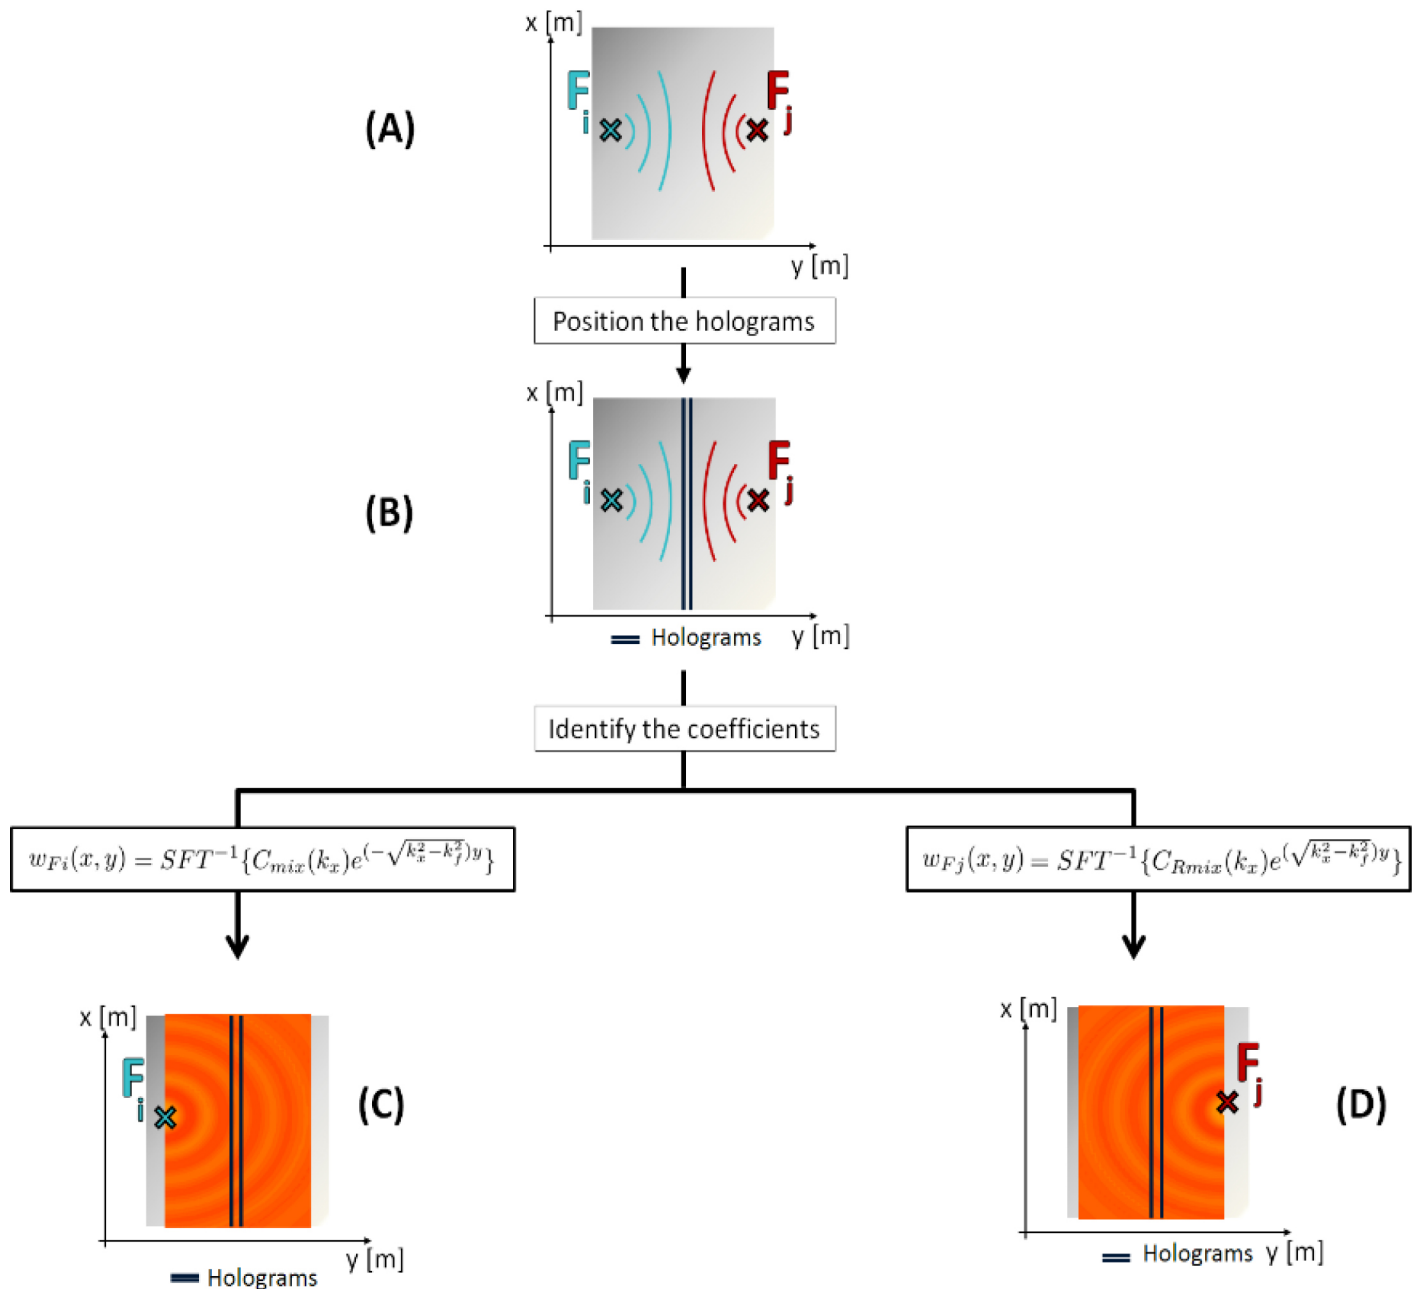 x [m]
F
i
F
j
(A)
y [m]
Position the holograms
x [m]
F
i
F
j
(B)
Holograms
y [m]
Identify the coefficients
$w_{Fi}(x, y) = SFT^{-1}\{C_{mix}(k_x)e^{(-\sqrt{k_x^2-k_f^2})y}\}$
$w_{Fj}(x, y) = SFT^{-1}\{C_{Rmix}(k_x)e^{(\sqrt{k_x^2-k_f^2})y}\}$
x [m]
F
i
(C)
y [m]
Holograms
x [m]
F
j
(D)
Holograms
y [m]